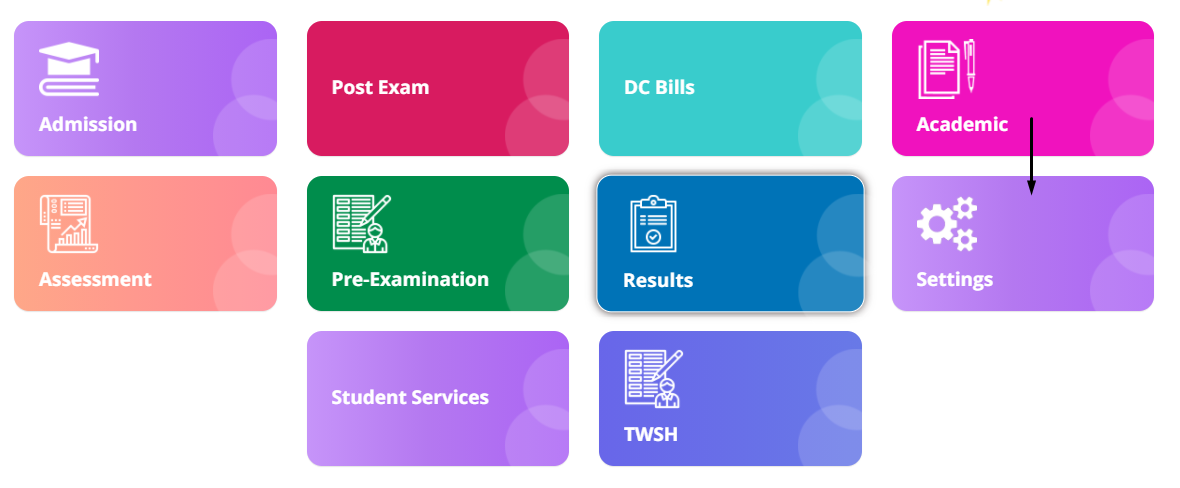 Admission
Post Exam
DC Bills
Academic
Assessment
Pre-Examination
Results
Settings
Student Services
TWSH